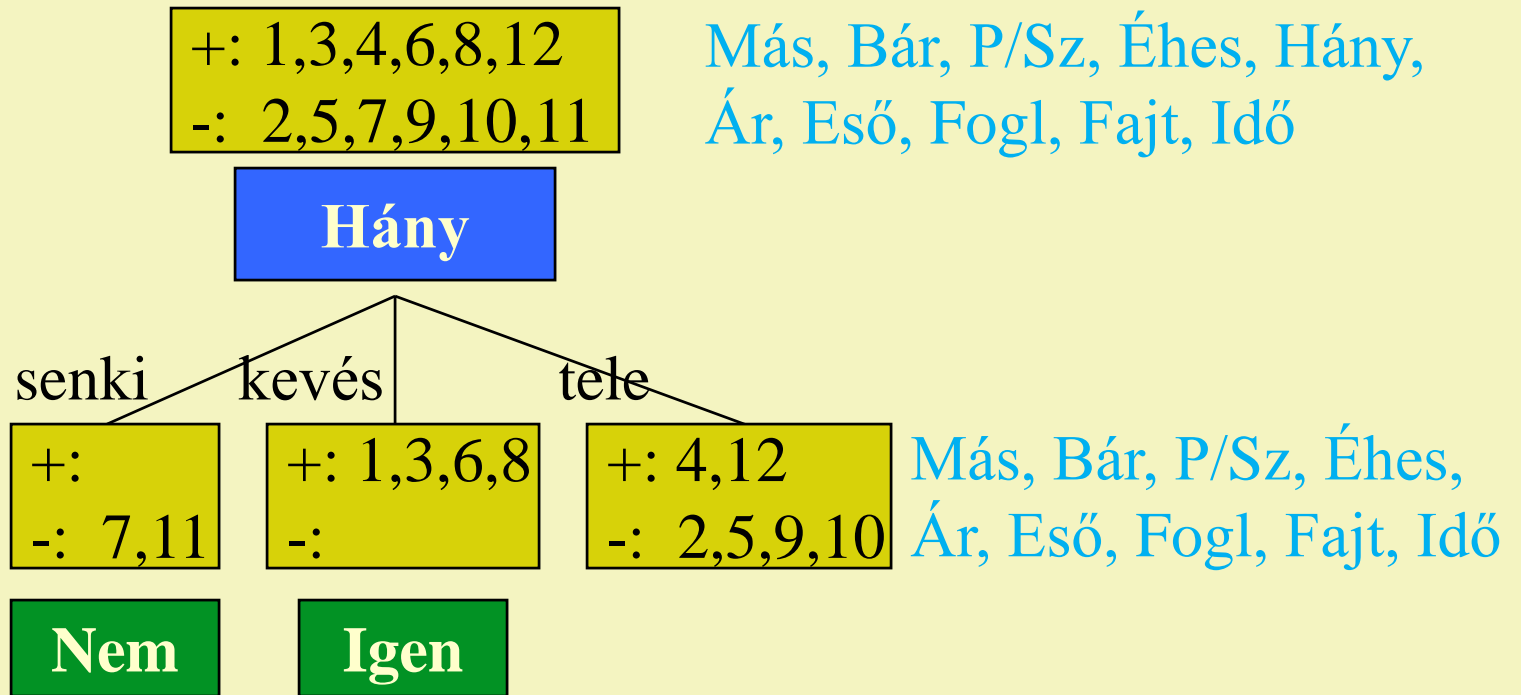 +: 1,3,4,6,8,12
-: 2,5,7,9,10,11
Más, Bár, P/Sz, Éhes, Hány,
Ár, Eső, Fogl, Fajt, Idő
Hány
senki kevés tele
+:
-: 7,11
+: 1,3,6,8
-:
+: 4,12
-: 2,5,9,10
Más, Bár, P/Sz, Éhes,
Ár, Eső, Fogl, Fajt, Idő
Nem
Igen